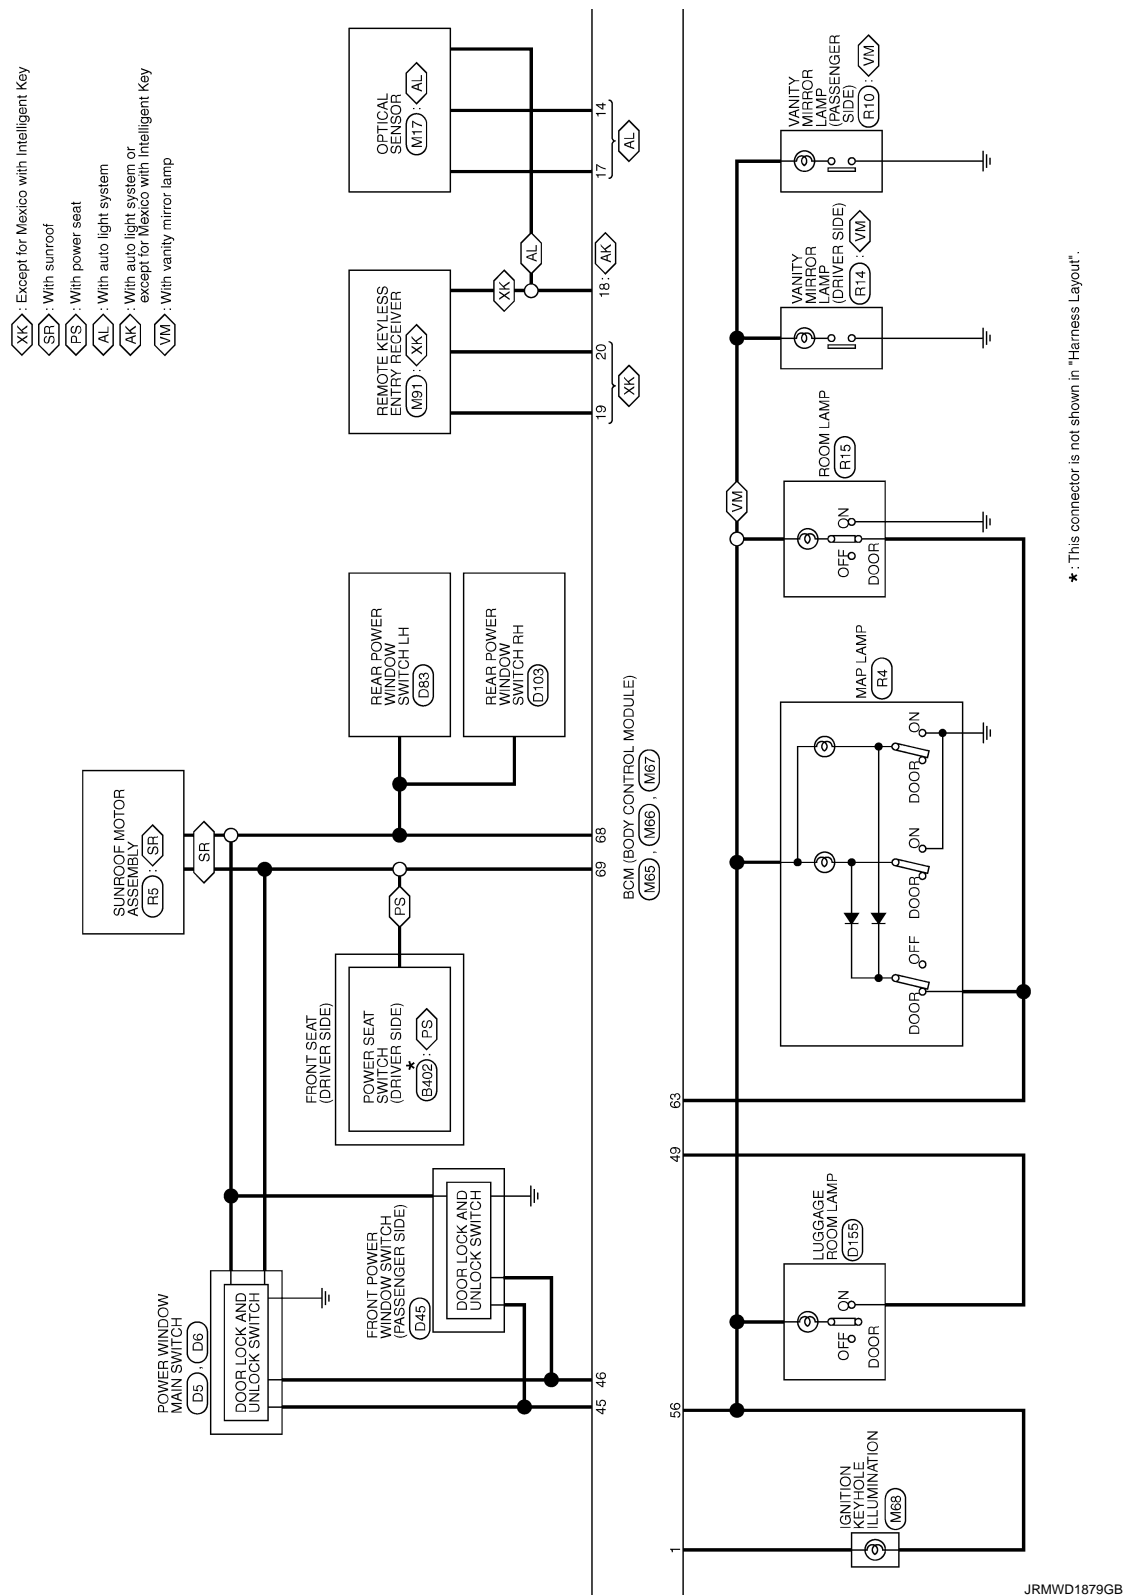 XK : Except for Mexico with Intelligent Key
SR : With sunroof
PS : With power seat
AL : With auto light system
AK : With auto light system or
except for Mexico with Intelligent Key
VM : With vanity mirror lamp
POWER WINDOW
MAIN SWITCH
D5 , D6
DOOR LOCK AND
UNLOCK SWITCH
SUNROOF MOTOR
ASSEMBLY
R5 : SR
SR
FRONT POWER
WINDOW SWITCH
(PASSENGER SIDE)
D45
DOOR LOCK AND
UNLOCK SWITCH
FRONT SEAT
(DRIVER SIDE)
POWER SEAT
SWITCH
(DRIVER SIDE)
*
B402 : PS
PS
REAR POWER
WINDOW
SWITCH LH
D83
REAR POWER
WINDOW
SWITCH RH
D103
REMOTE KEYLESS
ENTRY RECEIVER
M91 : XK
XK
AL
OPTICAL
SENSOR
M17 : AL
45
46
69
68
19
20
XK
18 : AK
17
14
AL
BCM (BODY CONTROL MODULE)
M65 , M66 , M67
1
56
49
63
IGNITION
KEYHOLE
ILLUMINATION
M68
LUGGAGE
ROOM LAMP
D155
OFF
ON
DOOR
MAP LAMP
R4
DOOR
OFF
DOOR
ON
DOOR
ON
VM
ROOM LAMP
R15
OFF
ON
DOOR
VANITY
MIRROR
LAMP
(DRIVER SIDE)
R14 : VM
VANITY
MIRROR
LAMP
(PASSENGER
SIDE)
R10 : VM
* : This connector is not shown in "Harness Layout".
JRMWD1879GB